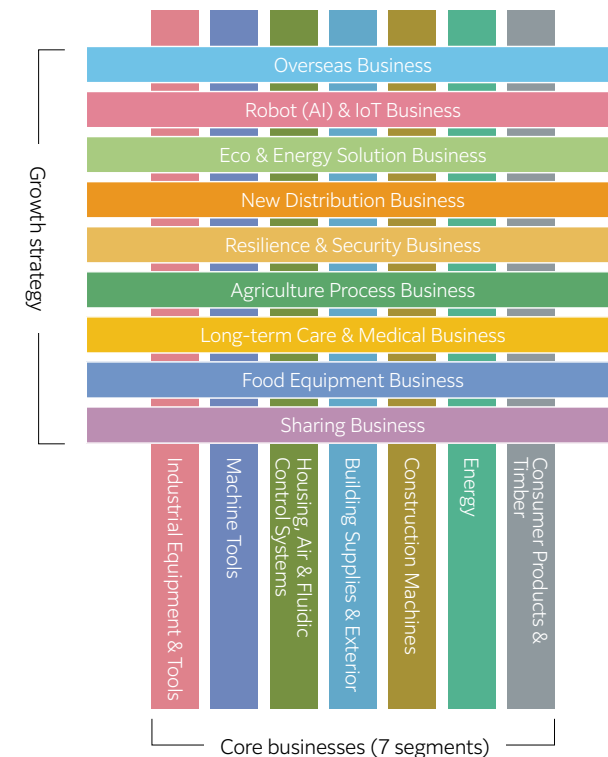 Growth strategy
Overseas Business
Robot (AI) & IoT Business
Eco & Energy Solution Business
New Distribution Business
Resilience & Security Business
Agriculture Process Business
Long-term Care & Medical Business
Food Equipment Business
Sharing Business
Industrial Equipment & Tools
Machine Tools
Housing, Air & Fluidic
Control Systems
Building Supplies & Exterior
Construction Machines
Energy
Consumer Products &
Timber
Core businesses (7 segments)